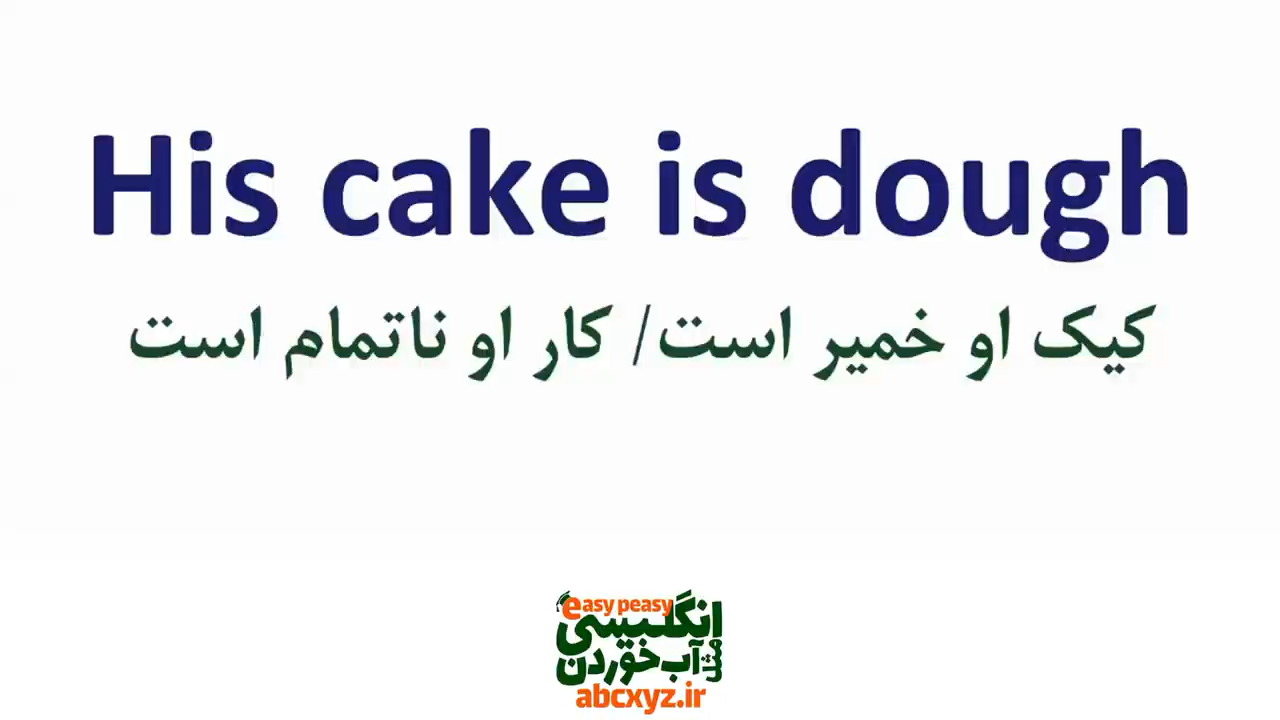 His cake is dough
کیک او خمیر است/ کار او ناتمام است
easy peasy
انگلیسی
مثل آب خوردن
abcxyz.ir